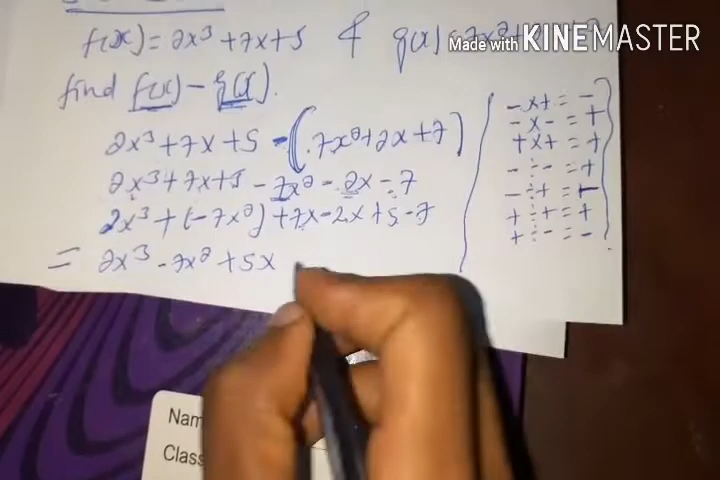 f(x) = 2x³ + 7x + 5 & g(x) = 7x² +
Made with KINEMASTER
find f(x) - g(x).
2x³ + 7x + 5 - (7x² + 2x + 7)
2x³ + 7x + 5 - 7x² - 2x - 7
2x³ + (-7x²) + 7x - 2x + 5 - 7
= 2x³ - 7x² + 5x
- x + = -
- x - = +
+ x + = +
- ÷ - = +
- ÷ + = -
+ ÷ + = +
+ ÷ - = -
Nam
Class